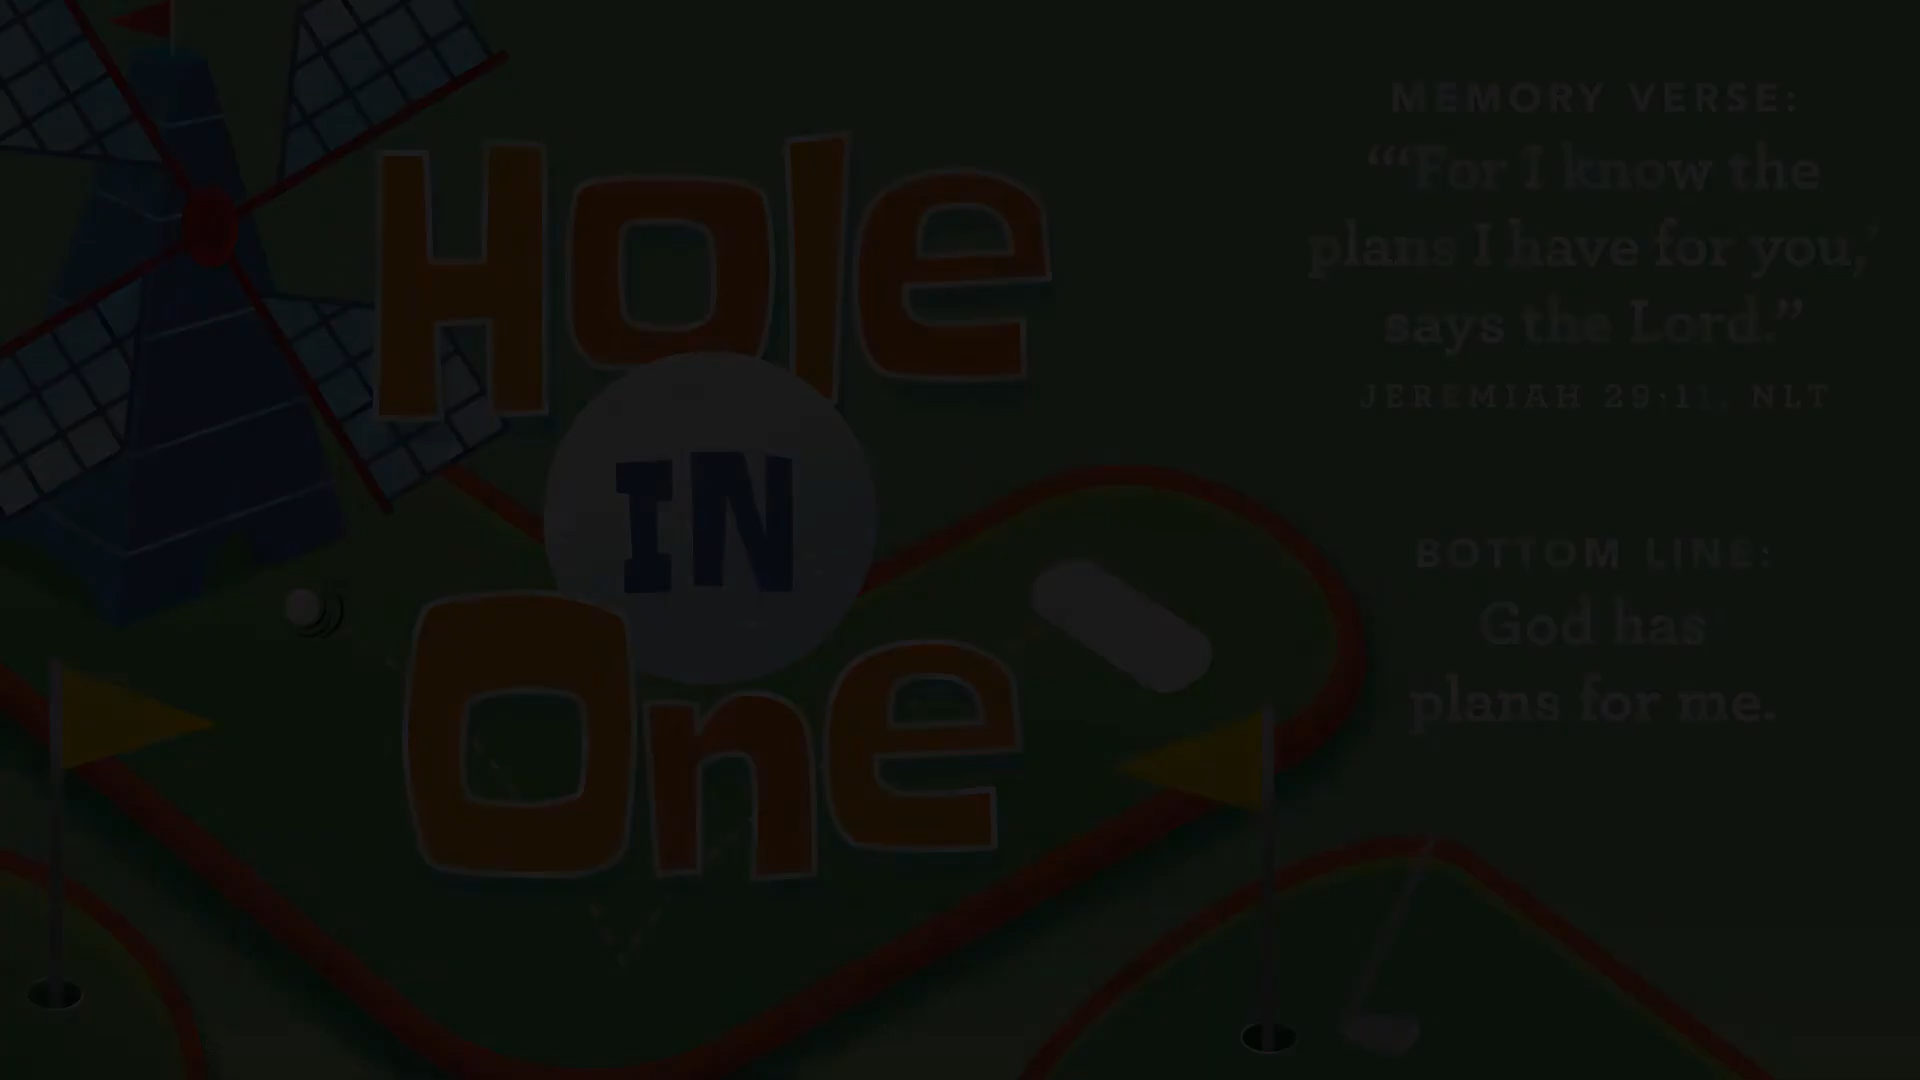 Hole
IN
One
MEMORY VERSE:
“‘For I know the
plans I have for you,’
says the Lord.”
JEREMIAH 29:11, NLT
BOTTOM LINE:
God has
plans for me.